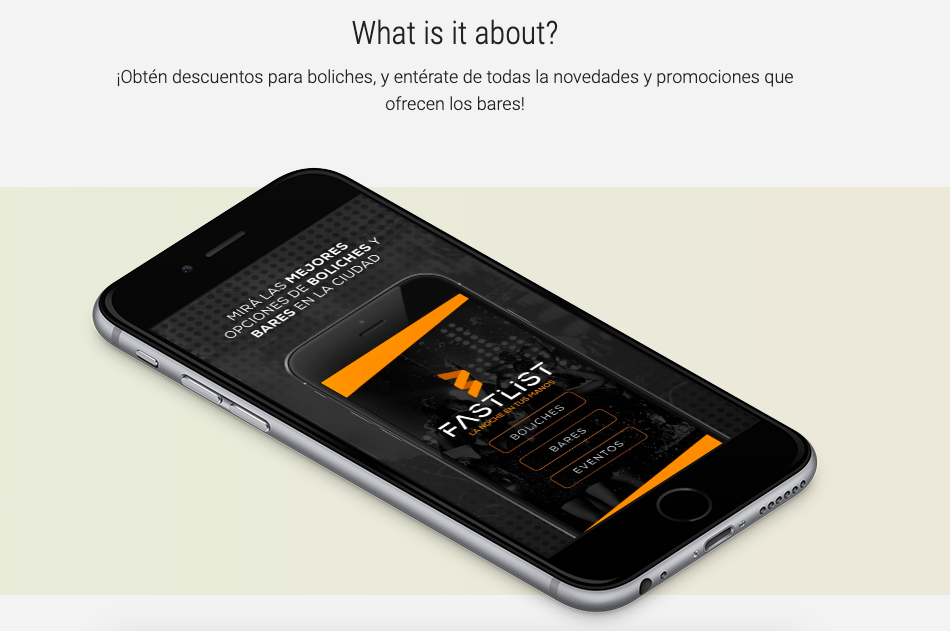 What is it about?
¡Obtén descuentos para boliches, y entérate de todas la novedades y promociones que
ofrecen los bares!
MIRÁ LAS MEJORES
OPCIONES DE BOLICHES Y
BARES EN LA CIUDAD
FASTLIST
LA NOCHE EN TUS MANOS
BOLICHES
BARES
EVENTOS